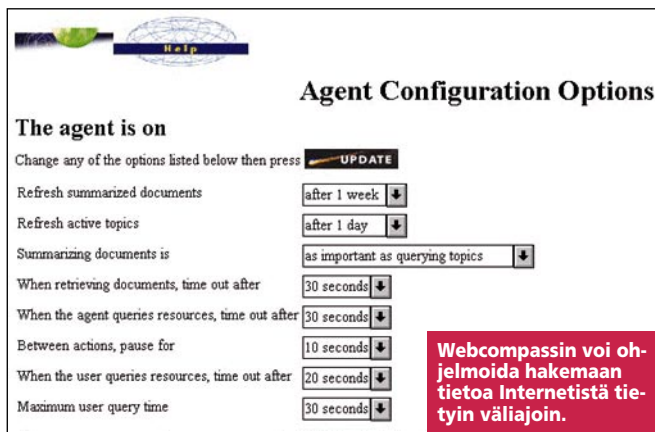 Help
Agent Configuration Options
The agent is on
Change any of the options listed below then press UPDATE
Refresh summarized documents after 1 week
Refresh active topics after 1 day
Summarizing documents is as important as querying topics
When retrieving documents, time out after 30 seconds
When the agent queries resources, time out after 30 seconds
Between actions, pause for 10 seconds
When the user queries resources, time out after 20 seconds
Maximum user query time 30 seconds
Webcompassin voi oh-
jelmoida hakemaan
tietoa Internetistä tie-
tyin väliajoin.